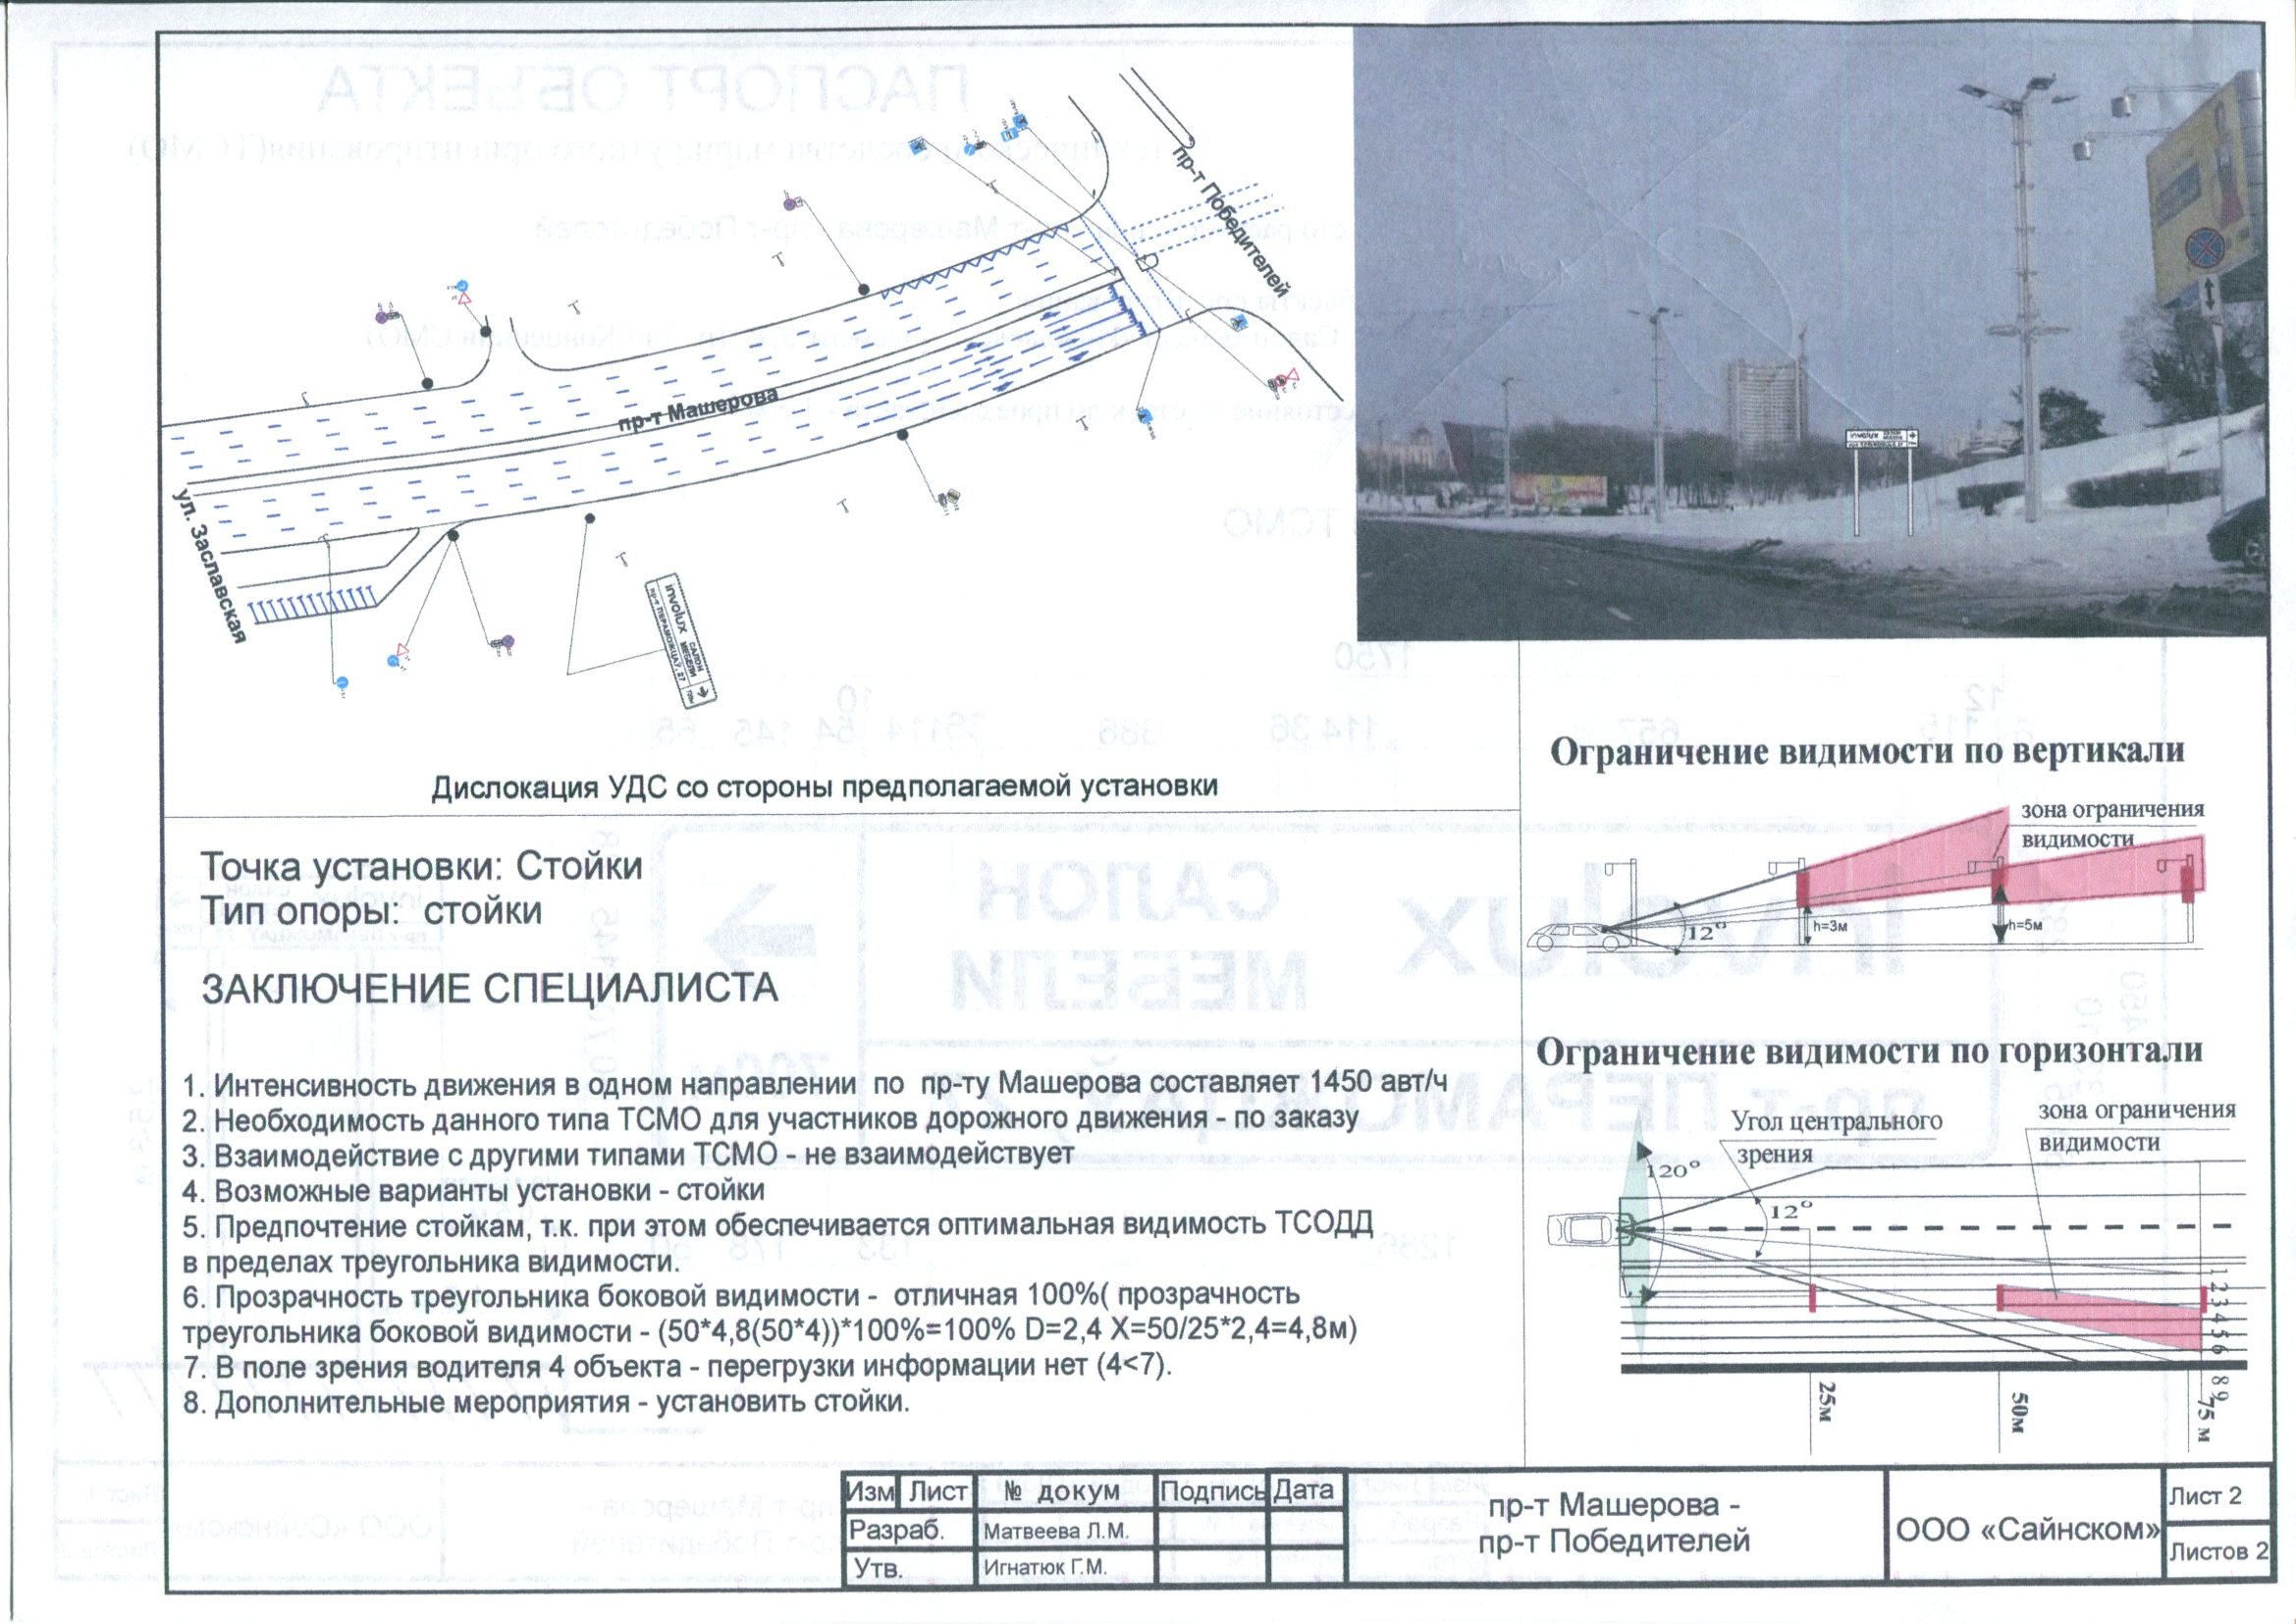 пр-т Победителей
пр-т Машерова
ул. Заславская
involux САЛОН МЕБЕЛИ
Дислокация УДС со стороны предполагаемой установки
Точка установки: Стойки
Тип опоры: стойки
ЗАКЛЮЧЕНИЕ СПЕЦИАЛИСТА
1. Интенсивность движения в одном направлении по пр-ту Машерова составляет 1450 авт/ч
2. Необходимость данного типа ТСМО для участников дорожного движения - по заказу
3. Взаимодействие с другими типами ТСМО - не взаимодействует
4. Возможные варианты установки - стойки
5. Предпочтение стойкам, т.к. при этом обеспечивается оптимальная видимость ТСОДД
в пределах треугольника видимости.
6. Прозрачность треугольника боковой видимости - отличная 100%( прозрачность
треугольника боковой видимости - (50*4,8(50*4))*100%=100% D=2,4 X=50/25*2,4=4,8м)
7. В поле зрения водителя 4 объекта - перегрузки информации нет (4<7).
8. Дополнительные мероприятия - установить стойки.
Ограничение видимости по вертикали
зона ограничения
видимости
12°
h=3м
h=5м
Ограничение видимости по горизонтали
Угол центрального
зрения
зона ограничения
видимости
120°
12°
1 2 3 4 5 6
8 9
25м
50м
75 м
Изм Лист № докум Подпись Дата
Разраб. Матвеева Л.М.
Утв. Игнатюк Г.М.
пр-т Машерова -
пр-т Победителей
ООО «Сайнском»
Лист 2
Листов 2